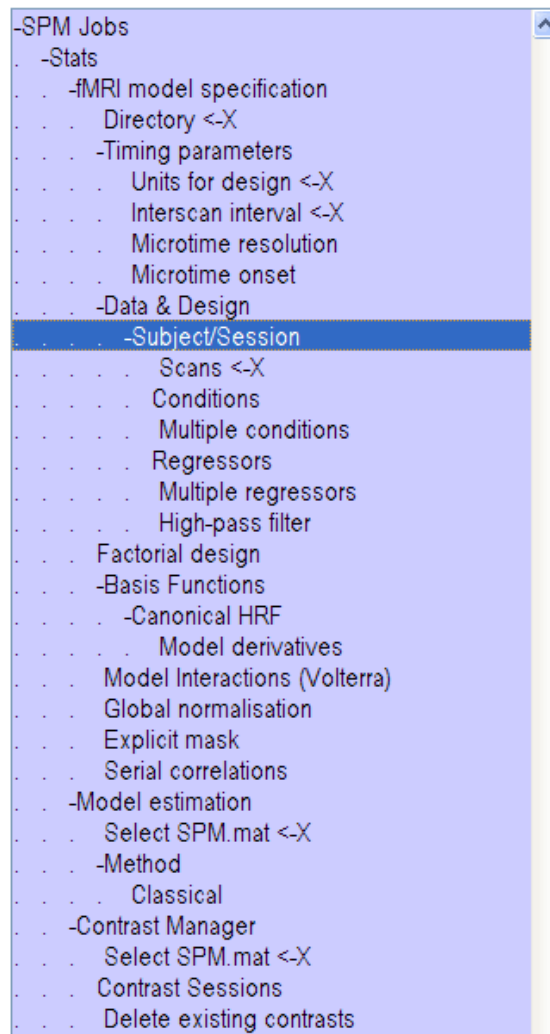 -SPM Jobs
. -Stats
. . -fMRI model specification
. . . Directory <-X
. . . -Timing parameters
. . . . Units for design <-X
. . . . Interscan interval <-X
. . . . Microtime resolution
. . . . Microtime onset
. . . -Data & Design
. . . . -Subject/Session
. . . . . Scans <-X
. . . . . Conditions
. . . . . Multiple conditions
. . . . . Regressors
. . . . . Multiple regressors
. . . . . High-pass filter
. . . Factorial design
. . . -Basis Functions
. . . . -Canonical HRF
. . . . . Model derivatives
. . . Model Interactions (Volterra)
. . . Global normalisation
. . . Explicit mask
. . . Serial correlations
. . -Model estimation
. . . Select SPM.mat <-X
. . . -Method
. . . . Classical
. . -Contrast Manager
. . . Select SPM.mat <-X
. . . Contrast Sessions
. . . Delete existing contrasts